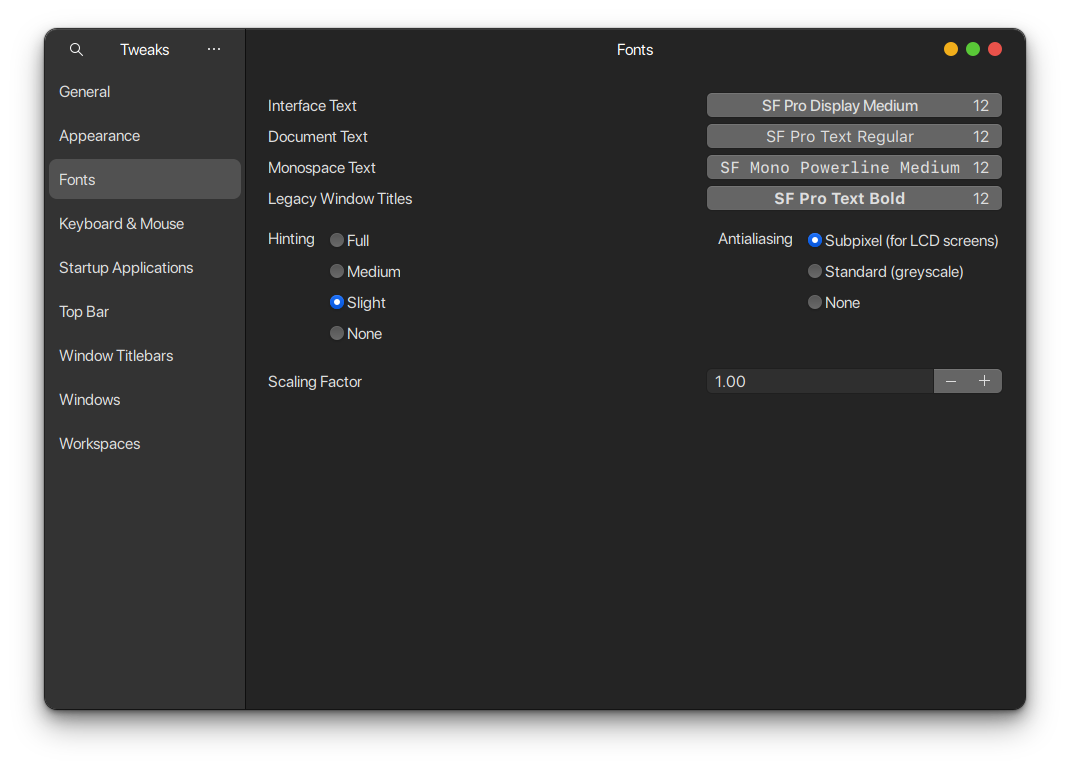 Tweaks
General
Appearance
Fonts
Keyboard & Mouse
Startup Applications
Top Bar
Window Titlebars
Windows
Workspaces
Fonts
Interface Text SF Pro Display Medium 12
Document Text SF Pro Text Regular 12
Monospace Text SF Mono Powerline Medium 12
Legacy Window Titles SF Pro Text Bold 12
Hinting Full Antialiasing Subpixel (for LCD screens)
Medium Standard (greyscale)
Slight None
None
Scaling Factor 1.00 − +